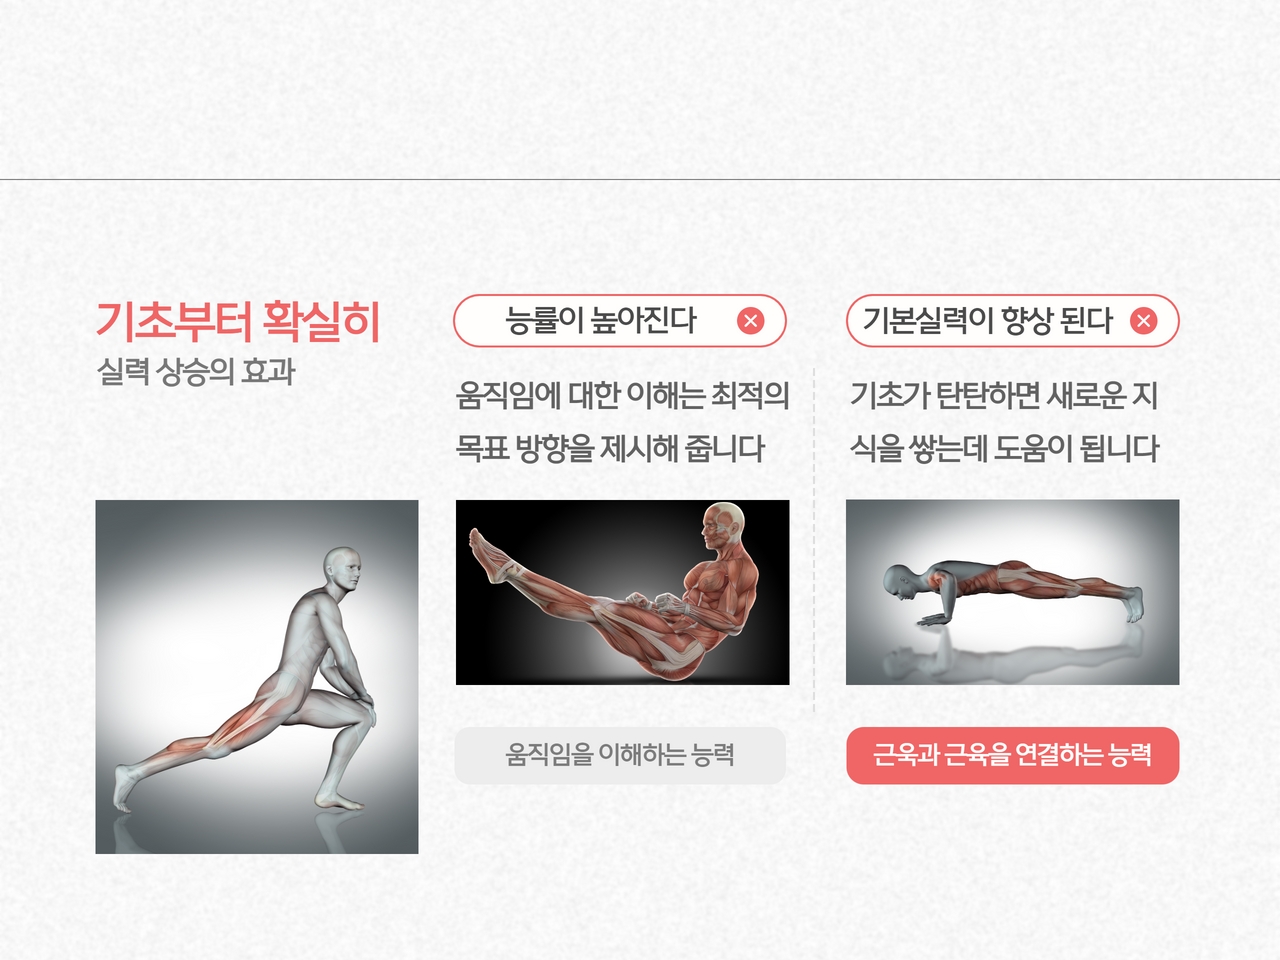 기초부터 확실히
실력 상승의 효과
능률이 높아진다
움직임에 대한 이해는 최적의
목표 방향을 제시해 줍니다
움직임을 이해하는 능력
기본실력이 향상 된다
기초가 탄탄하면 새로운 지
식을 쌓는데 도움이 됩니다
근욱과 근육을 연결하는 능력